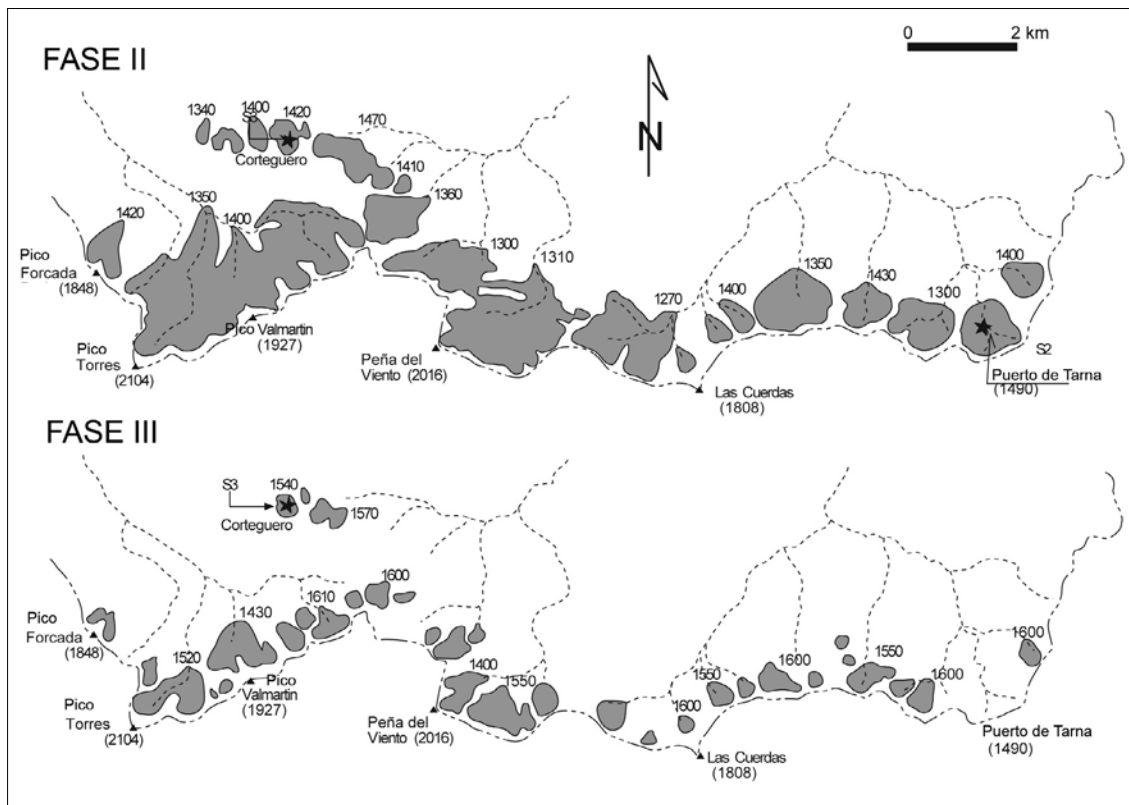 0 2 km
FASE II
N
1340
1400
S3
1420
Corteguero
1470
1410
1360
1350
1400
1420
Pico
Forcada
(1848)
1300
1310
1270
1400
1350
1430
1300
1400
Pico Valmartin
(1927)
Pico
Torres
(2104)
Peña del
Viento (2016)
Las Cuerdas
(1808)
S2
Puerto de Tarna
(1490)
FASE III
S3
1540
Corteguero
1570
1600
1610
1430
1520
Pico
Forcada
(1848)
Pico
Valmartin
(1927)
Pico
Torres
(2104)
1400
1550
Peña del
Viento (2016)
1600
1550
1600
1550
1600
1600
Las Cuerdas
(1808)
Puerto de Tarna
(1490)